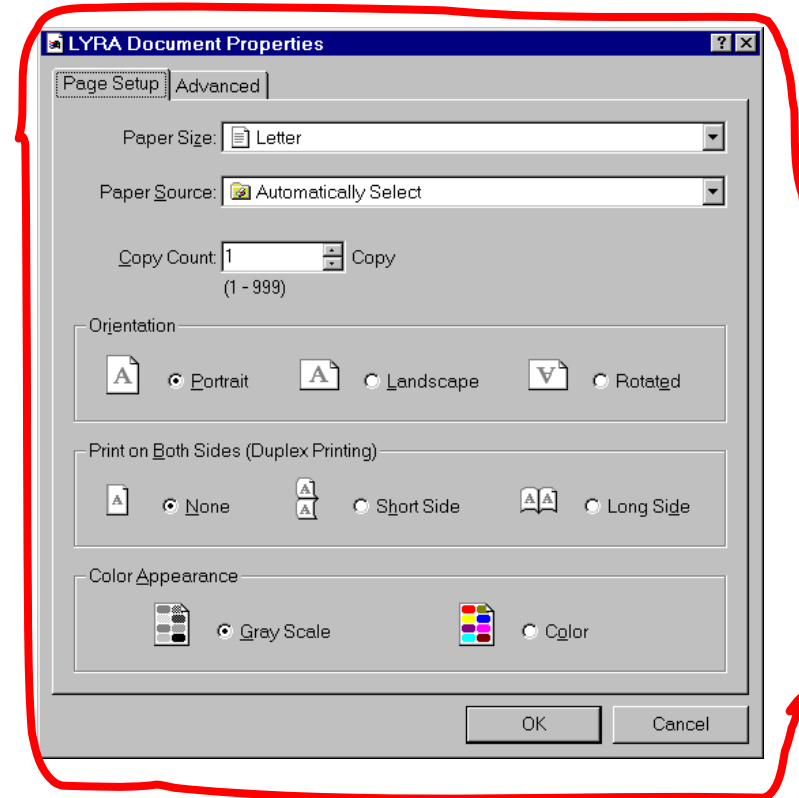 LYRA Document Properties
Page Setup Advanced
Paper Size: Letter
Paper Source: Automatically Select
Copy Count: 1 Copy
(1 - 999)
Orientation
A Portrait A Landscape A Rotated
Print on Both Sides (Duplex Printing)
A None A A Short Side A A Long Side
Color Appearance
Gray Scale Color
OK Cancel